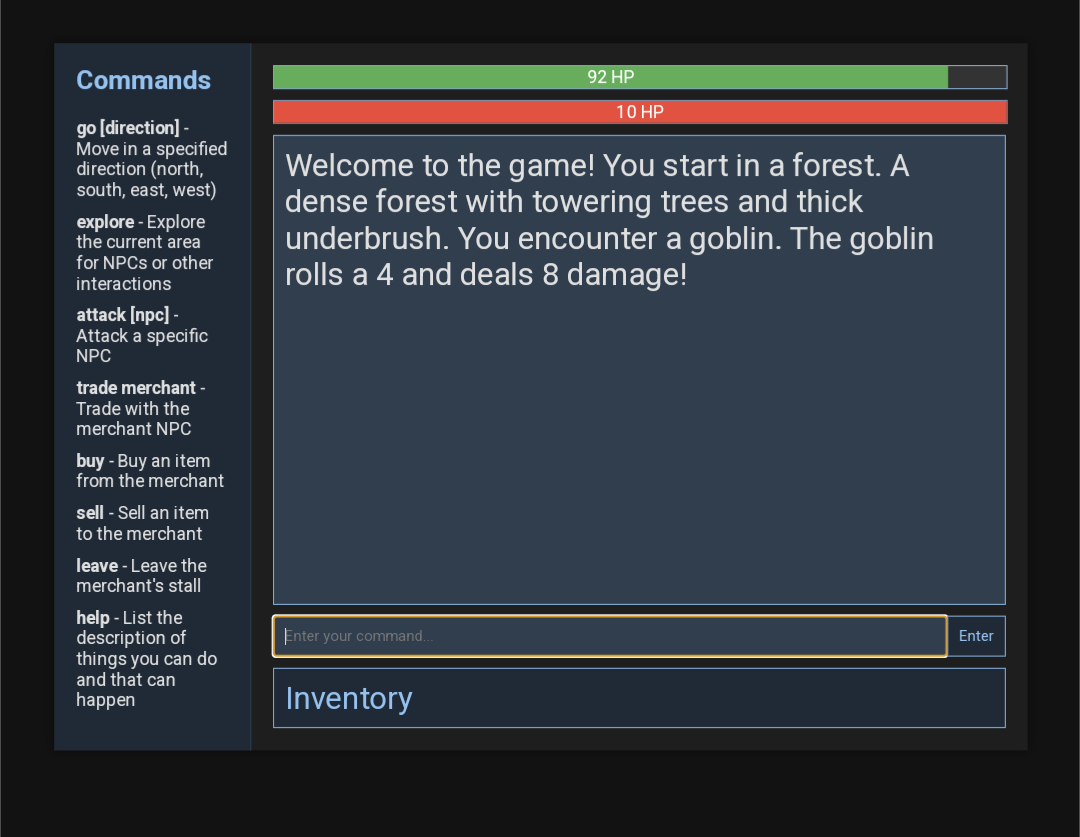 Commands
go [direction] -
Move in a specified
direction (north,
south, east, west)
explore - Explore
the current area
for NPCs or other
interactions
attack [npc] -
Attack a specific
NPC
trade merchant -
Trade with the
merchant NPC
buy - Buy an item
from the merchant
sell - Sell an item
to the merchant
leave - Leave the
merchant's stall
help - List the
description of
things you can do
and that can
happen
92 HP
10 HP
Welcome to the game! You start in a forest. A
dense forest with towering trees and thick
underbrush. You encounter a goblin. The goblin
rolls a 4 and deals 8 damage!
Enter your command...
Enter
Inventory